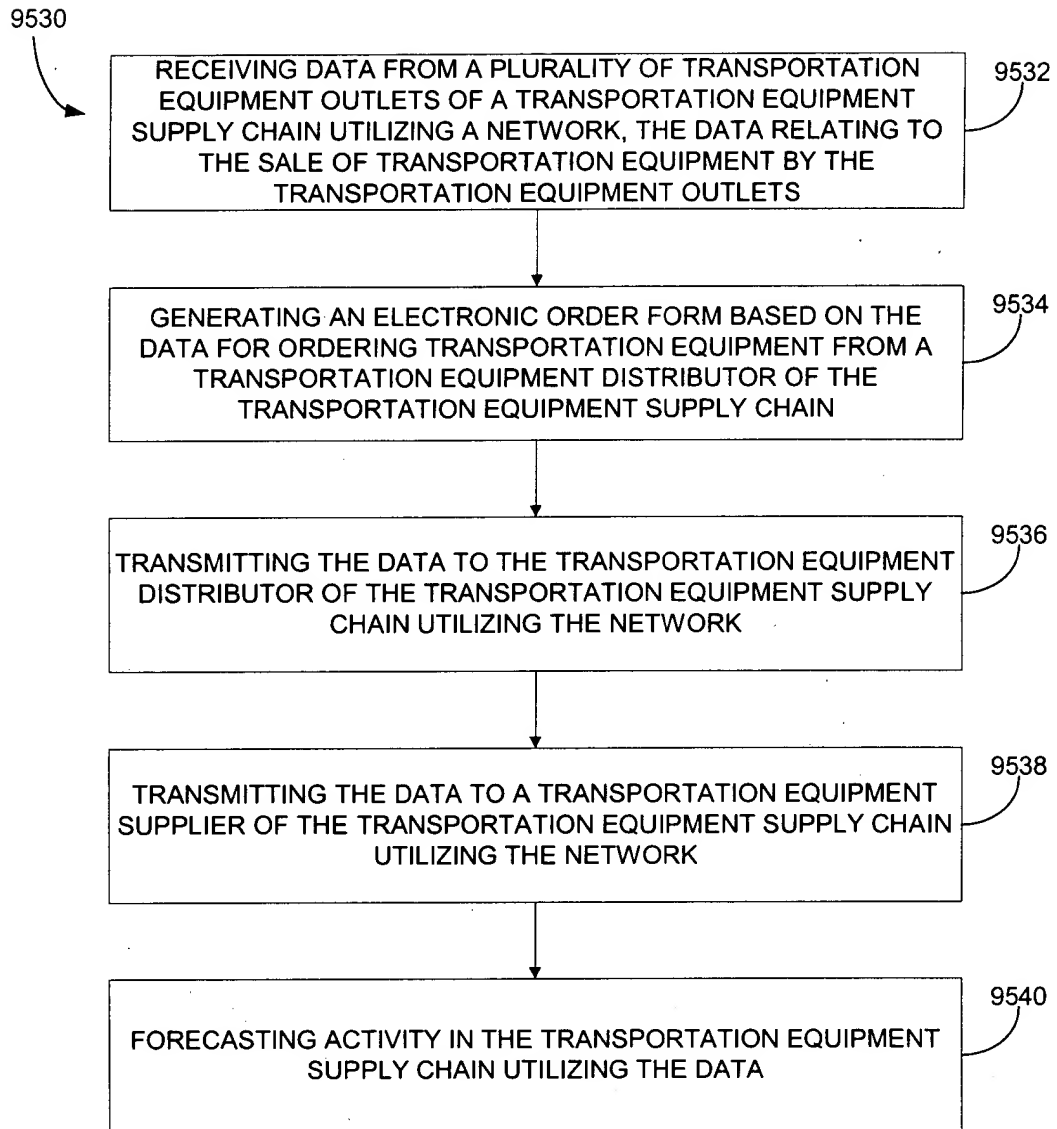 9530
RECEIVING DATA FROM A PLURALITY OF TRANSPORTATION
EQUIPMENT OUTLETS OF A TRANSPORTATION EQUIPMENT
SUPPLY CHAIN UTILIZING A NETWORK, THE DATA RELATING TO
THE SALE OF TRANSPORTATION EQUIPMENT BY THE
TRANSPORTATION EQUIPMENT OUTLETS
9532
GENERATING AN ELECTRONIC ORDER FORM BASED ON THE
DATA FOR ORDERING TRANSPORTATION EQUIPMENT FROM A
TRANSPORTATION EQUIPMENT DISTRIBUTOR OF THE
TRANSPORTATION EQUIPMENT SUPPLY CHAIN
9534
TRANSMITTING THE DATA TO THE TRANSPORTATION EQUIPMENT
DISTRIBUTOR OF THE TRANSPORTATION EQUIPMENT SUPPLY
CHAIN UTILIZING THE NETWORK
9536
TRANSMITTING THE DATA TO A TRANSPORTATION EQUIPMENT
SUPPLIER OF THE TRANSPORTATION EQUIPMENT SUPPLY CHAIN
UTILIZING THE NETWORK
9538
FORECASTING ACTIVITY IN THE TRANSPORTATION EQUIPMENT
SUPPLY CHAIN UTILIZING THE DATA
9540